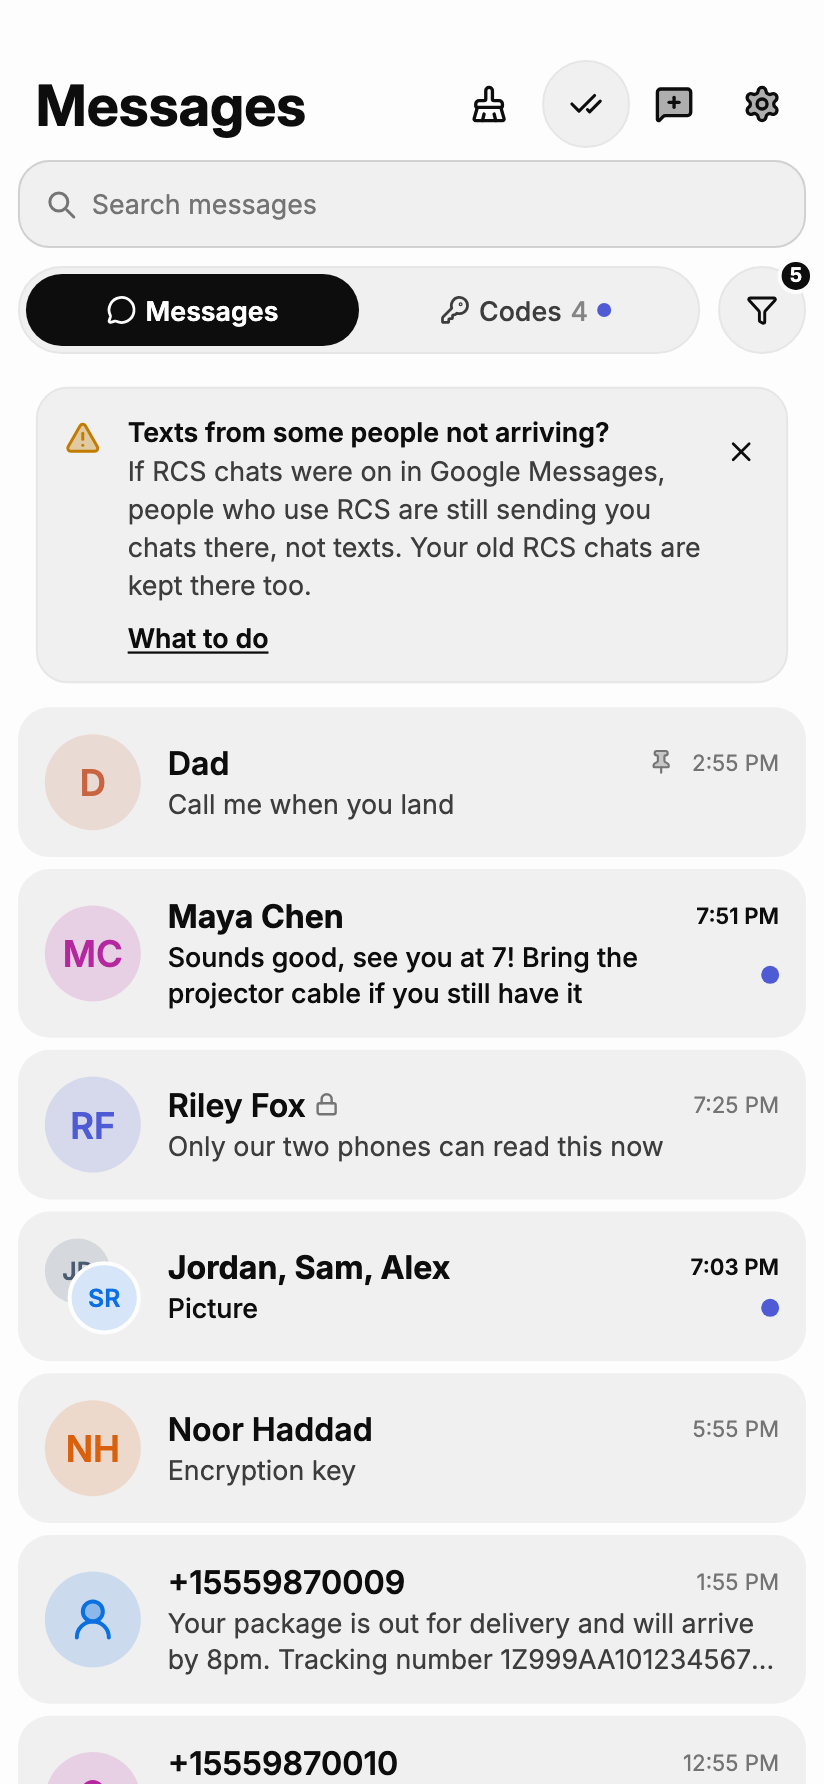 Messages
Search messages
Messages
Codes 4
5
Texts from some people not arriving?
If RCS chats were on in Google Messages,
people who use RCS are still sending you
chats there, not texts. Your old RCS chats are
kept there too.
What to do
D
Dad
2:55 PM
Call me when you land
MC
Maya Chen
7:51 PM
Sounds good, see you at 7! Bring the
projector cable if you still have it
RF
Riley Fox
7:25 PM
Only our two phones can read this now
SR
Jordan, Sam, Alex
7:03 PM
Picture
NH
Noor Haddad
5:55 PM
Encryption key
+15559870009
1:55 PM
Your package is out for delivery and will arrive
by 8pm. Tracking number 1Z999AA101234567...
+15559870010
12:55 PM